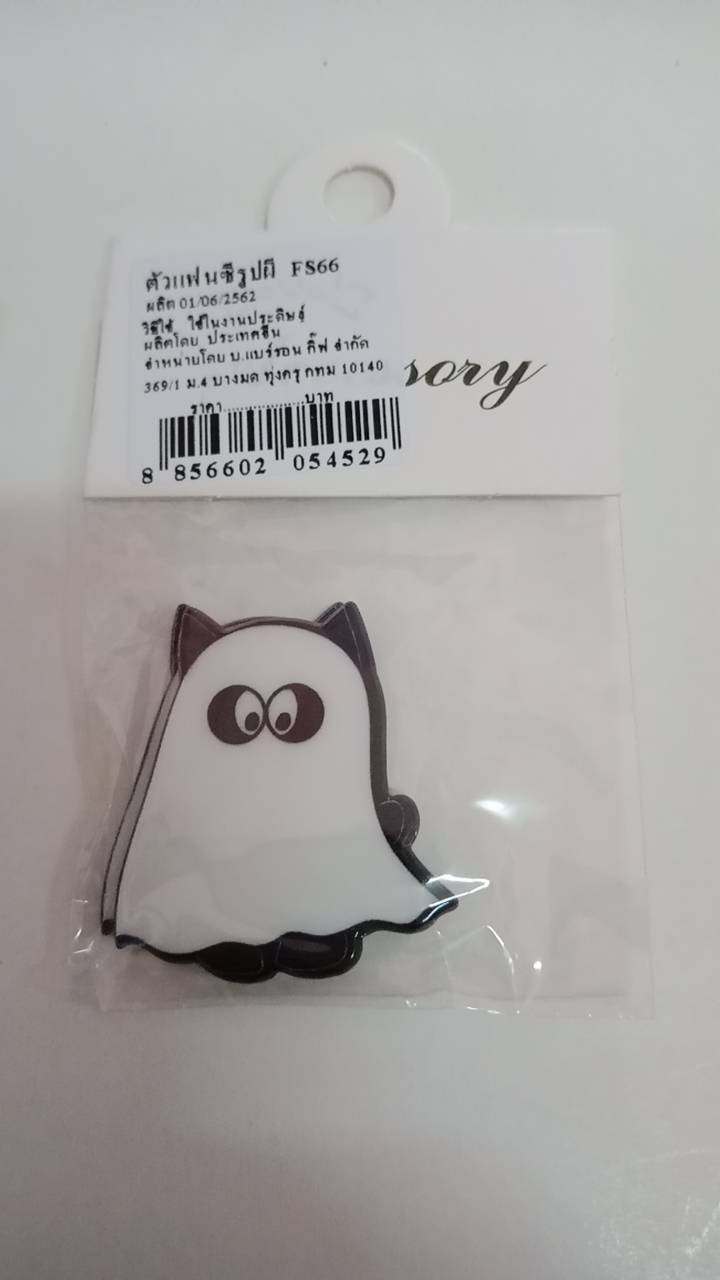 ตัวแฟนซีรูปผี FS66
ผลิต 01/06/2562
วิธีใช้ ใช้ในงานประดิษฐ์
ผลิตโดย ประเทศจีน
จำหน่ายโดย บ.แบร์รอน กิ๊ฟ จำกัด
369/1 ม.4 บางมด ทุ่งครุ กทม 10140
ราคา....................บาท
8 856602 054529
sory